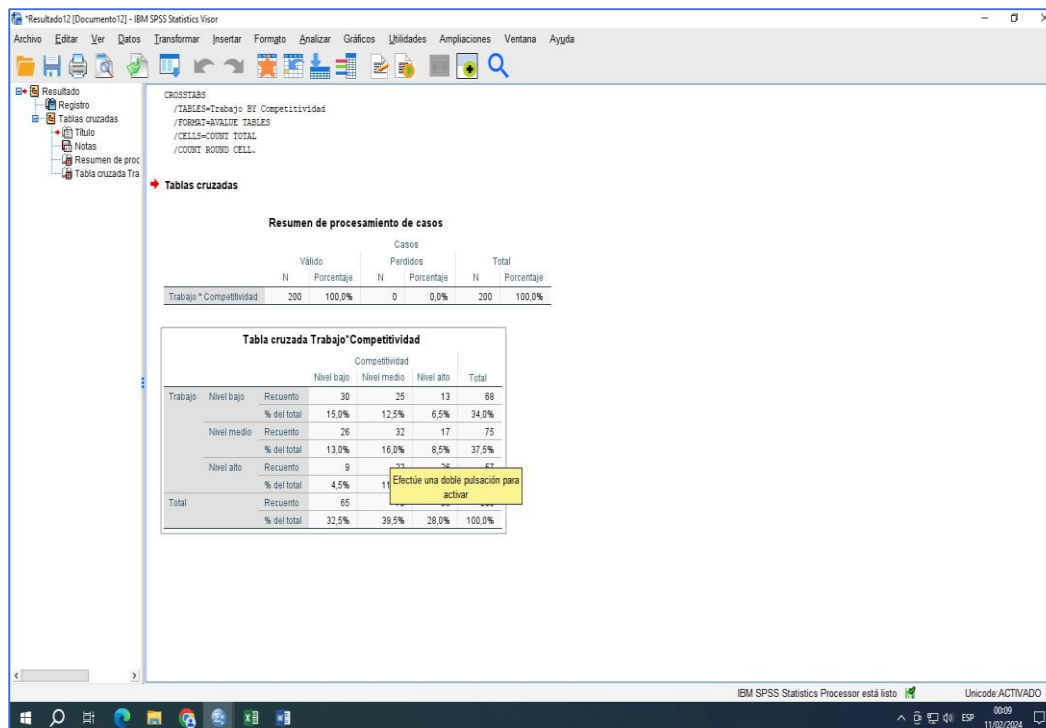 *Resultado12 [Documento12] - IBM SPSS Statistics Visor
Archivo Editar Ver Datos Transformar Insertar Formato Analizar Gráficos Utilidades Ampliaciones Ventana Ayuda
Resultado
Registro
Tablas cruzadas
Título
Notas
Resumen de proc
Tabla cruzada Tra
CROSSTABS
/TABLES=Trabajo BY Competitividad
/FORMAT=AVALUE TABLES
/CELLS=COUNT TOTAL
/COUNT ROUND CELL.
Tablas cruzadas
Resumen de procesamiento de casos
Casos
Válido Perdidos Total
N Porcentaje N Porcentaje N Porcentaje
Trabajo * Competitividad 200 100,0% 0 0,0% 200 100,0%
Tabla cruzada Trabajo*Competitividad
Competitividad
Nivel bajo Nivel medio Nivel alto Total
Trabajo Nivel bajo Recuento 30 25 13 68
% del total 15,0% 12,5% 6,5% 34,0%
Nivel medio Recuento 26 32 17 75
% del total 13,0% 16,0% 8,5% 37,5%
Nivel alto Recuento 9
% del total 4,5%
Efectúe una doble pulsación para
activar
Total Recuento 65
% del total 32,5% 39,5% 28,0% 100,0%
IBM SPSS Statistics Processor está listo Unicode:ACTIVADO
ESP 00:09
11/02/2024